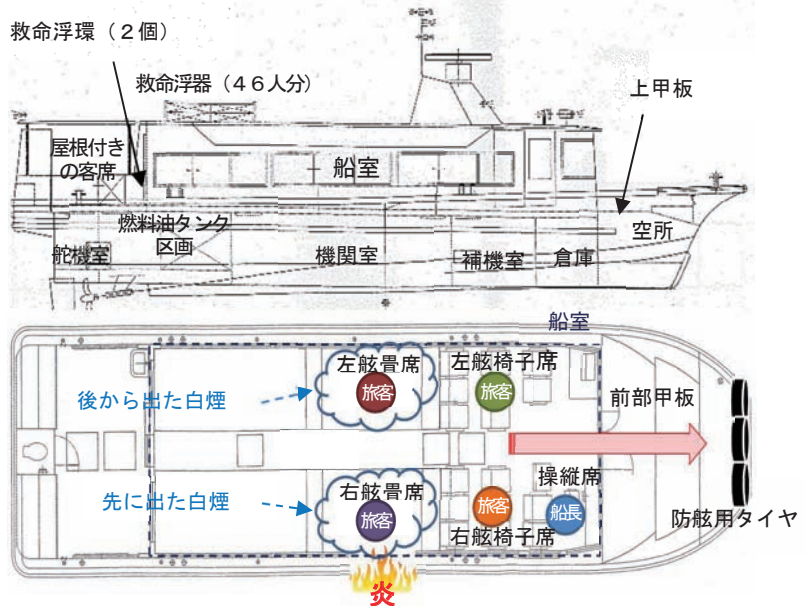 救命浮環（２個）
救命浮器（４６人分）
上甲板
屋根付き
の客席
船室
燃料油タンク
区画
舵機室
機関室
補機室
倉庫
空所
船室
左舷畳席
左舷椅子席
旅客
旅客
後から出た白煙
前部甲板
先に出た白煙
右舷畳席
操縦席
旅客
旅客
船長
右舷椅子席
防舷用タイヤ
炎